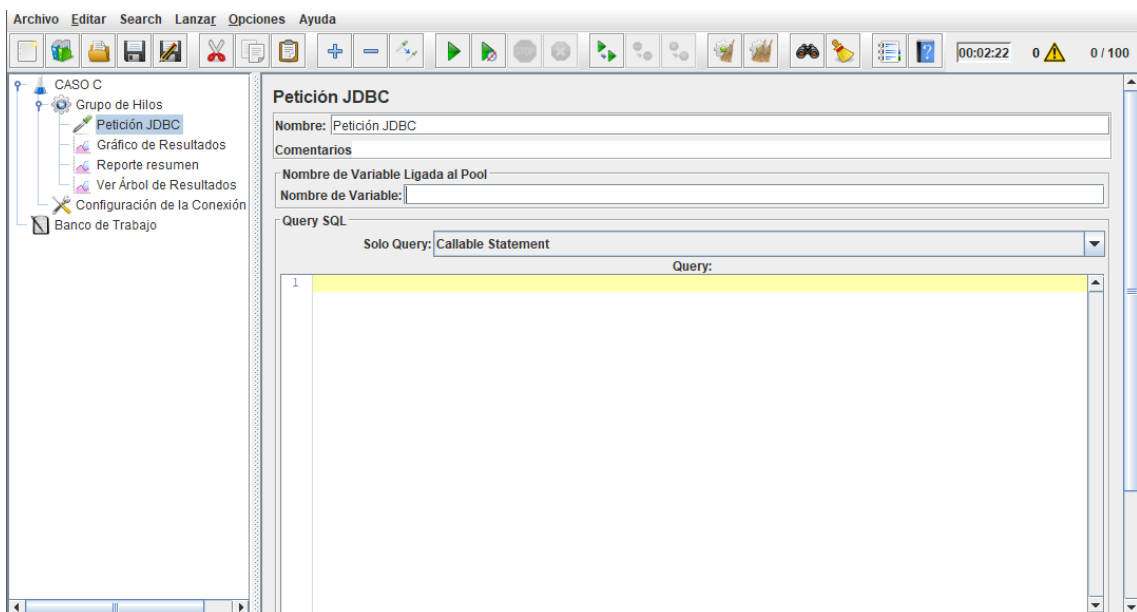 Archivo Editar Search Lanzar Opciones Ayuda
STOP
00:02:22 0 0 / 100
CASO C
Grupo de Hilos
Petición JDBC
Gráfico de Resultados
Reporte resumen
Ver Árbol de Resultados
Configuración de la Conexión
Banco de Trabajo
Petición JDBC
Nombre: Petición JDBC
Comentarios
Nombre de Variable Ligada al Pool
Nombre de Variable:
Query SQL
Solo Query: Callable Statement
Query:
1